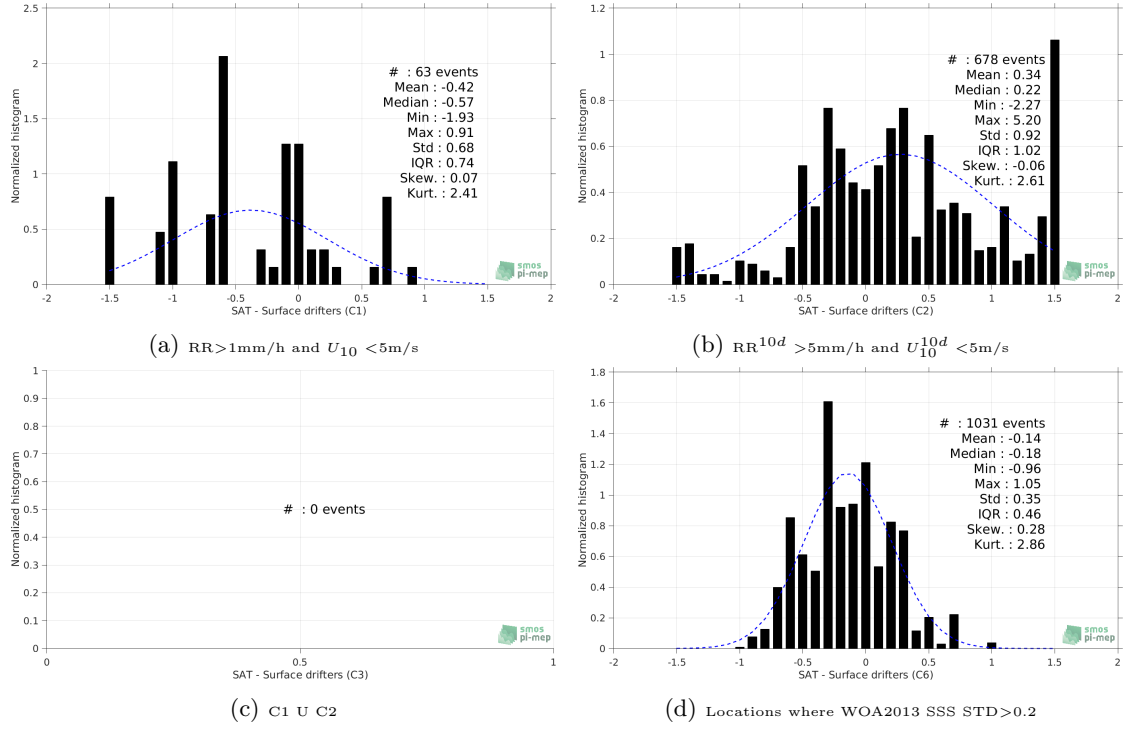 2.5
2
1.5
1
0.5
0
-2 -1.5 -1 -0.5 0 0.5 1 1.5 2
Normalized histogram
SAT - Surface drifters (C1)
# : 63 events
Mean : -0.42
Median : -0.57
Min : -1.93
Max : 0.91
Std : 0.68
IQR : 0.74
Skew. : 0.07
Kurt. : 2.41
smos
pi-mep
(a) RR>1mm/h and U10 <5m/s
1.2
1
0.8
0.6
0.4
0.2
0
-2 -1.5 -1 -0.5 0 0.5 1 1.5 2
Normalized histogram
SAT - Surface drifters (C2)
# : 678 events
Mean : 0.34
Median : 0.22
Min : -2.27
Max : 5.20
Std : 0.92
IQR : 1.02
Skew. : -0.06
Kurt. : 2.61
smos
pi-mep
(b) RR10d >5mm/h and U10d10 <5m/s
1
0.9
0.8
0.7
0.6
0.5
0.4
0.3
0.2
0.1
0
0 0.5 1
Normalized histogram
SAT - Surface drifters (C3)
# : 0 events
smos
pi-mep
(c) C1 U C2
1.8
1.6
1.4
1.2
1
0.8
0.6
0.4
0.2
0
-2 -1.5 -1 -0.5 0 0.5 1 1.5 2
Normalized histogram
SAT - Surface drifters (C6)
# : 1031 events
Mean : -0.14
Median : -0.18
Min : -0.96
Max : 1.05
Std : 0.35
IQR : 0.46
Skew. : 0.28
Kurt. : 2.86
smos
pi-mep
(d) Locations where WOA2013 SSS STD>0.2